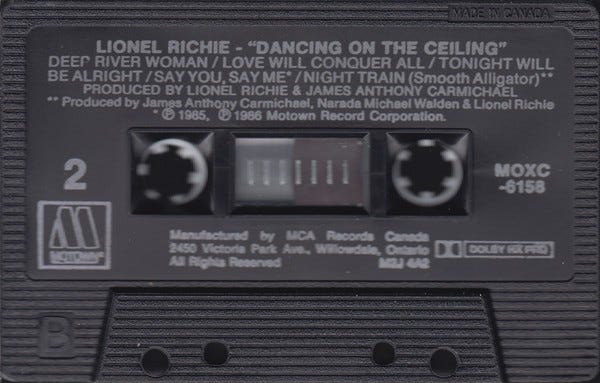 MADE IN CANADA
LIONEL RICHIE - "DANCING ON THE CEILING"
DEEP RIVER WOMAN / LOVE WILL CONQUER ALL / TONIGHT WILL
BE ALRIGHT / SAY YOU, SAY ME* / NIGHT TRAIN (Smooth Alligator)**
PRODUCED BY LIONEL RICHIE & JAMES ANTHONY CARMICHAEL
** Produced by James Anthony Carmichael, Narada Michael Walden & Lionel Richie
* ℗ 1985, ℗ 1986 Motown Record Corporation.
2
MOXC
-6158
M
MOTOWN
Manufactured by MCA Records Canada
2450 Victoria Park Ave., Willowdale, Ontario
All Rights Reserved M2J 4A2
DOLBY HX PRO
B